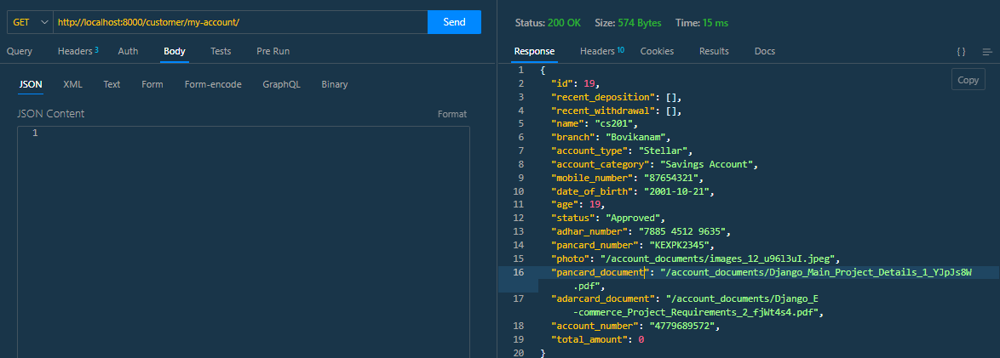 GET http://localhost:8000/customer/my-account/ Send
Query Headers 3 Auth Body Tests Pre Run
JSON XML Text Form Form-encode GraphQL Binary
JSON Content Format
1
Status: 200 OK Size: 574 Bytes Time: 15 ms
Response Headers 10 Cookies Results Docs { }
Copy
1 {
2 "id": 19,
3 "recent_deposition": [],
4 "recent_withdrawal": [],
5 "name": "cs201",
6 "branch": "Bovikanam",
7 "account_type": "Stellar",
8 "account_category": "Savings Account",
9 "mobile_number": "87654321",
10 "date_of_birth": "2001-10-21",
11 "age": 19,
12 "status": "Approved",
13 "adhar_number": "7885 4512 9635",
14 "pancard_number": "KEXPK2345",
15 "photo": "/account_documents/images_12_u96l3uI.jpeg",
16 "pancard_document": "/account_documents/Django_Main_Project_Details_1_YJpJs8W
.pdf",
17 "adarcard_document": "/account_documents/Django_E
-commerce_Project_Requirements_2_fjWt4s4.pdf",
18 "account_number": "4779689572",
19 "total_amount": 0
20 }